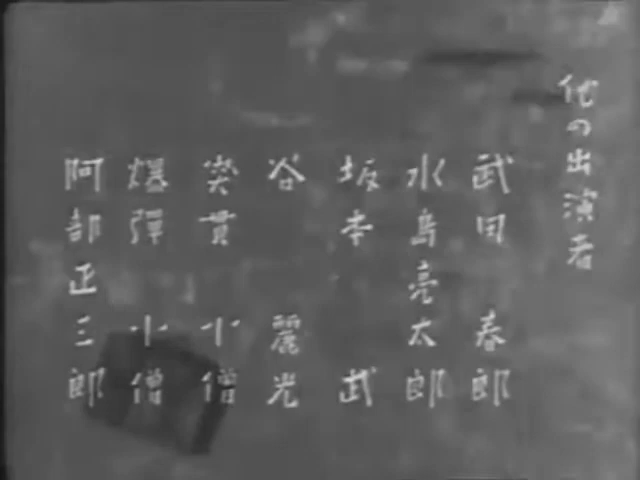 他の出演者
武田 春郎
水島亮太郎
坂本 武
谷 麗光
突貫 小僧
爆弾 小僧
阿部正三郎